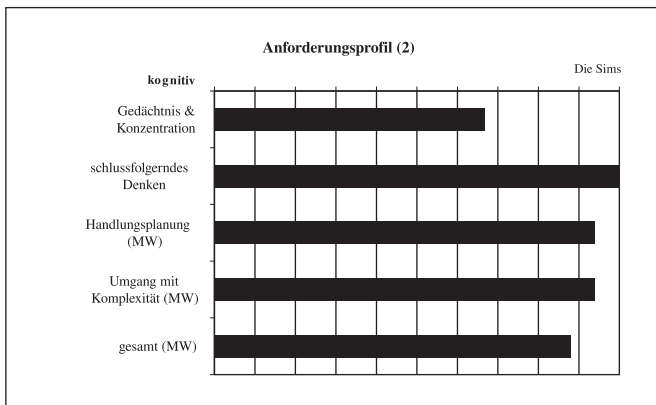 Anforderungsprofil (2)
Die Sims
kognitiv
Gedächtnis &
Konzentration
schlussfolgerndes
Denken
Handlungsplanung
(MW)
Umgang mit
Komplexität (MW)
gesamt (MW)